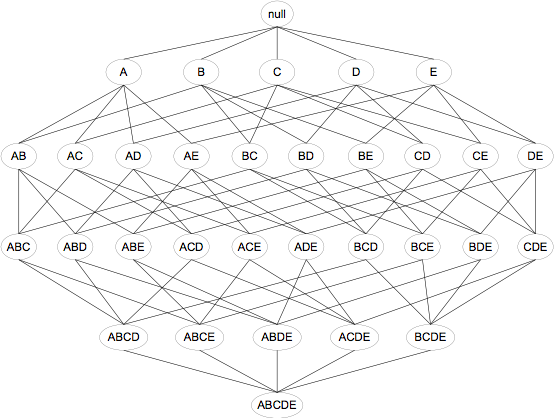 null
A B C D E
AB AC AD AE BC BD BE CD CE DE
ABC ABD ABE ACD ACE ADE BCD BCE BDE CDE
ABCD ABCE ABDE ACDE BCDE
ABCDE